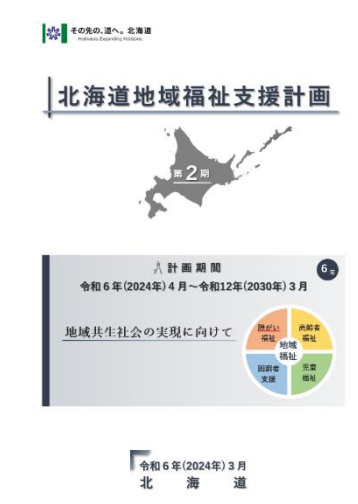 その先の、道へ。北海道
Hokkaido Expanding Horizons.
北海道地域福祉支援計画
第2期
計画期間
6年
令和6年(2024年)4月~令和12年(2030年)3月
地域共生社会の実現に向けて
障がい
福祉
高齢者
福祉
地域
福祉
困窮者
支援
児童
福祉
令和6年(2024年)3月
北海道